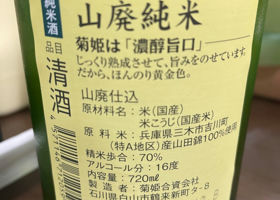 純米酒
品目
清酒
山廃純米
菊姫は「濃醇旨口」
じっくり熟成させて、旨みをのせています。
だから、ほんのり黄金色。
山廃仕込
原材料名：米(国産)
米こうじ(国産米)
原料米：兵庫県三木市吉川町
(特A地区)産山田錦100%使用
精米歩合：70%
アルコール分：16度
内容量：720ml
製造者：菊姫合資会社
石川県白山市鶴来新町タ-8